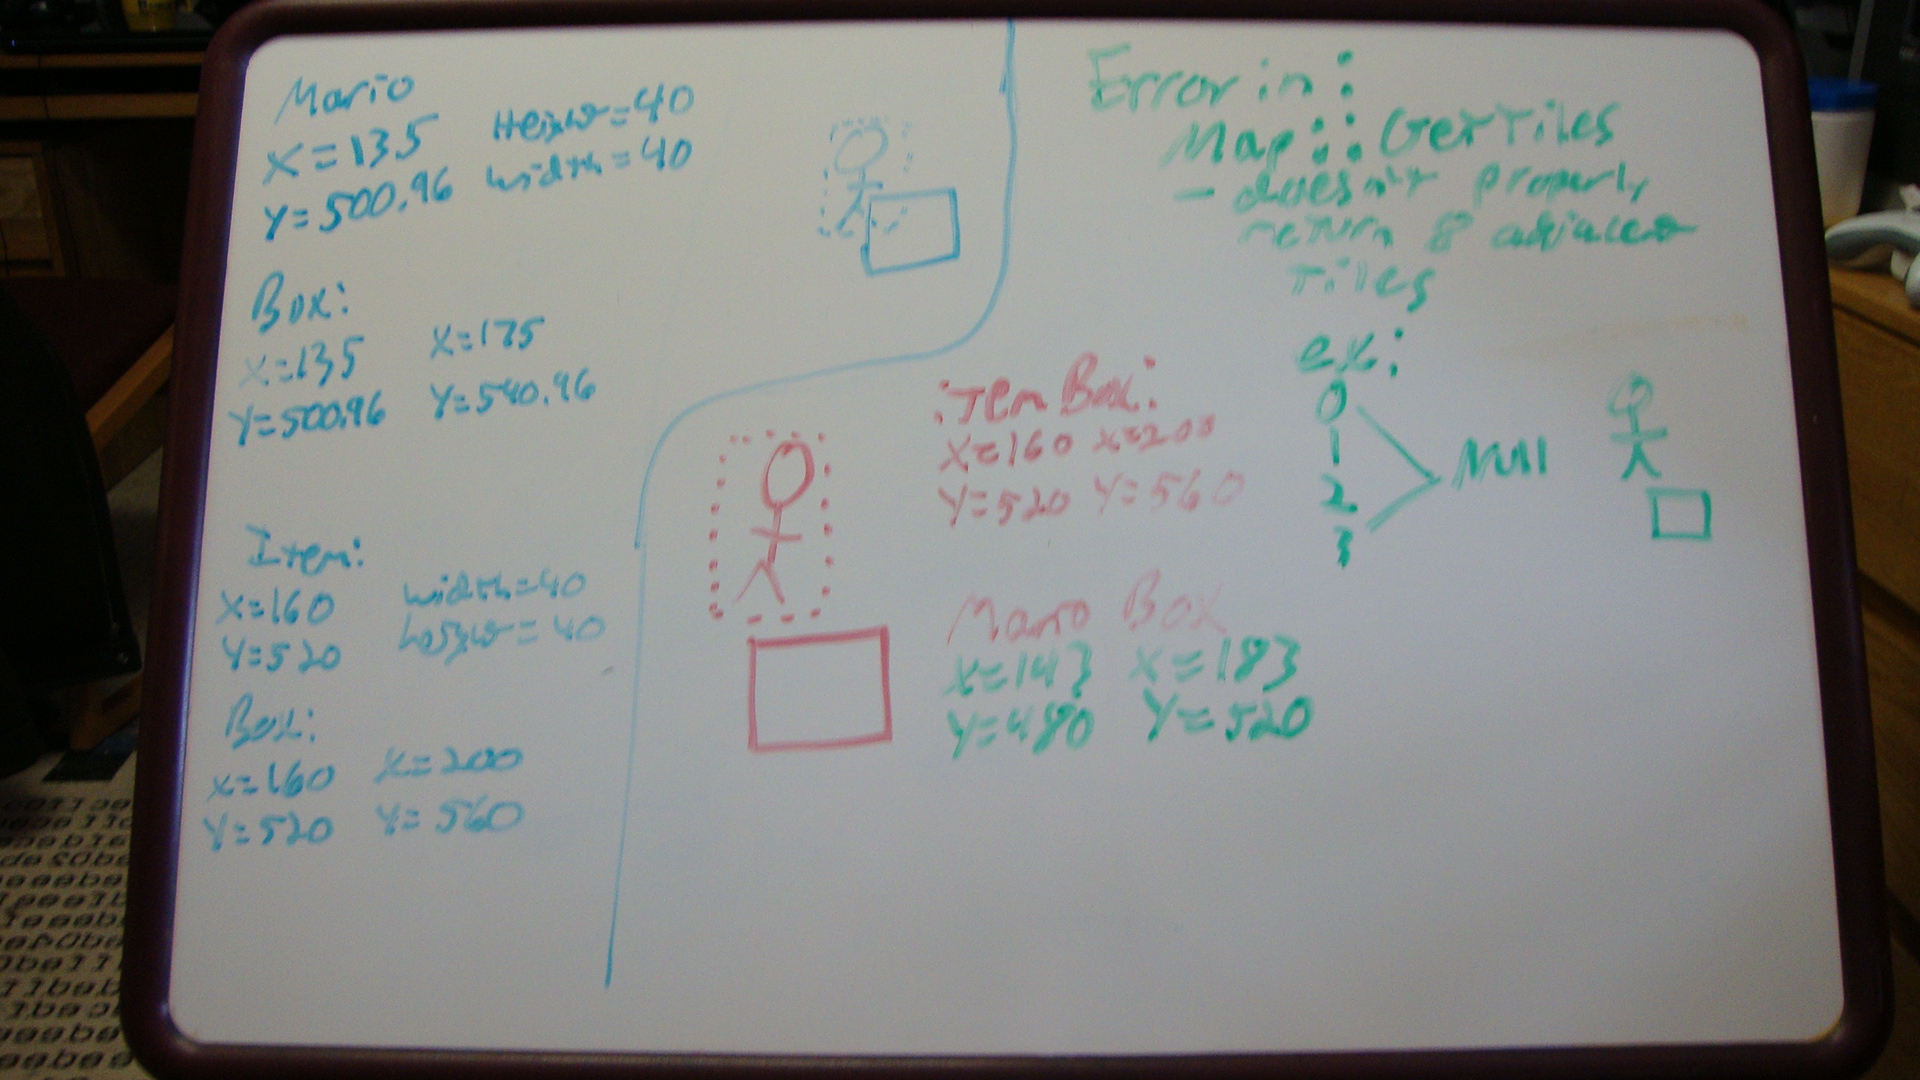 Mario
X=135 Height=40
Y=500.96 width=40
Box:
X=135 X=175
Y=500.96 Y=540.96
Item:
X=160 width=40
Y=520 height=40
Box:
X=160 X=200
Y=520 Y=560
Item Box:
X=160 X=200
Y=520 Y=560
Mario Box
X=143 X=183
Y=480 Y=520
Error in:
Map::GetTiles
- doesn't properly
return 8 adjacent
Tiles
ex:
0
1
2
3
Null